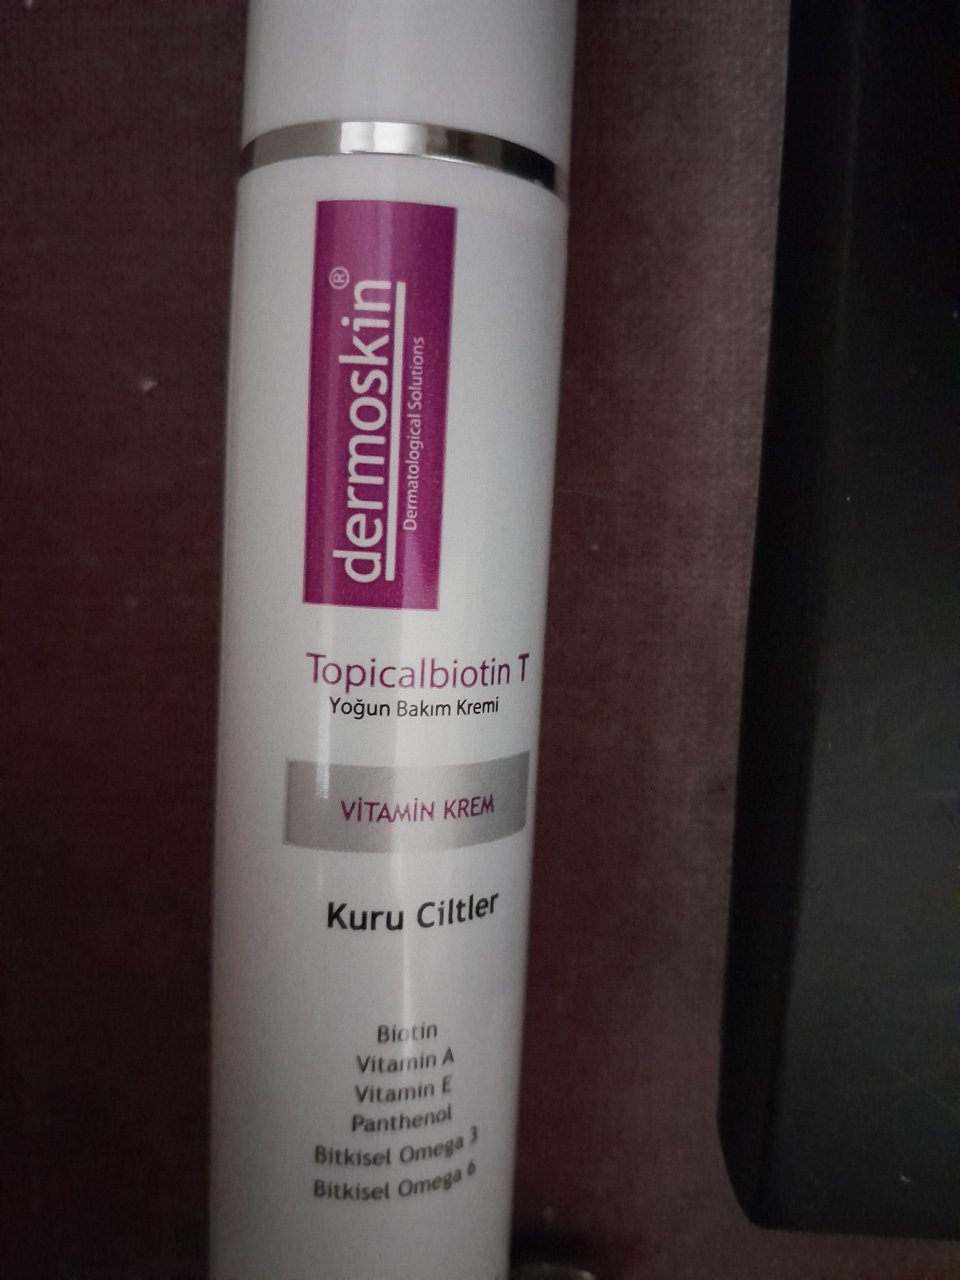 dermoskin®
Dermatological Solutions
Topicalbiotin T
Yoğun Bakım Kremi
VİTAMİN KREM
Kuru Ciltler
Biotin
Vitamin A
Vitamin E
Panthenol
Bitkisel Omega 3
Bitkisel Omega 6